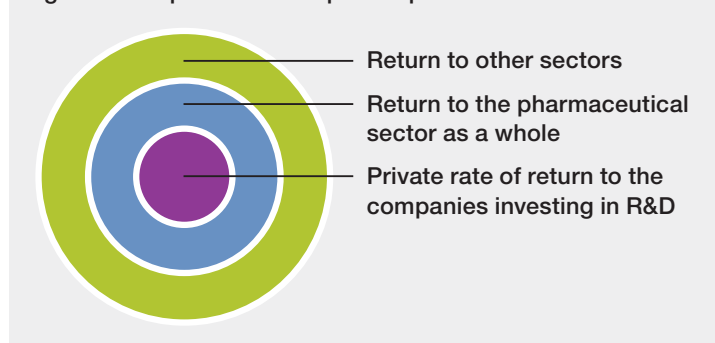 Return to other sectors
Return to the pharmaceutical
sector as a whole
Private rate of return to the
companies investing in R&D